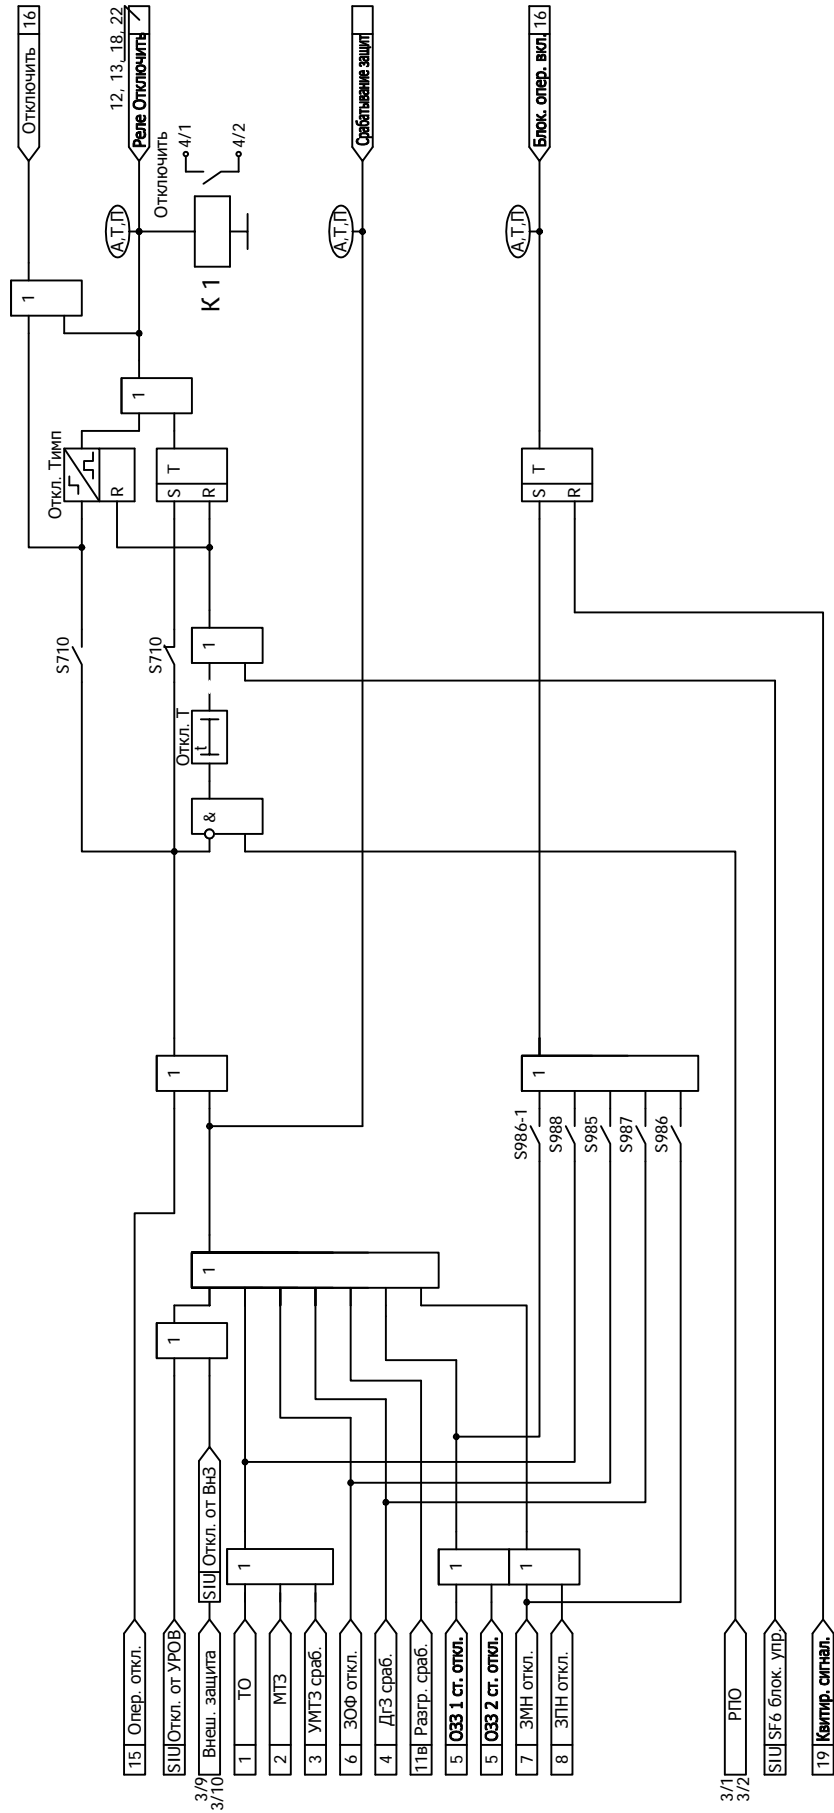 Отключить 16
12, 13, 18, 22
Реле Отключить
Срабатывание защит
Блок. опер. вкл. 16
Отключить
4/1
4/2
А,Т,П
А,Т,П
А,Т,П
К 1
1
1
Откл. Тимп
R
S T
R
S T
R
S710
S710
1
Откл. Т
t
&
1
1
S986-1
S988
S985
S987
S986
1
1
1
1
1
15 Опер. откл.
SIU Откл. от УРОВ
3/9
3/10
Внеш. защита
SIU Откл. от ВнЗ
1 ТО
2 МТЗ
3 УМТЗ сраб.
6 ЗОФ откл.
4 ДгЗ сраб.
11в Разгр. сраб.
5 ОЗЗ 1 ст. откл.
5 ОЗЗ 2 ст. откл.
7 ЗМН откл.
8 ЗПН откл.
3/1
3/2
РПО
SIU SF6 блок. упр.
19 Квитир. сигнал.